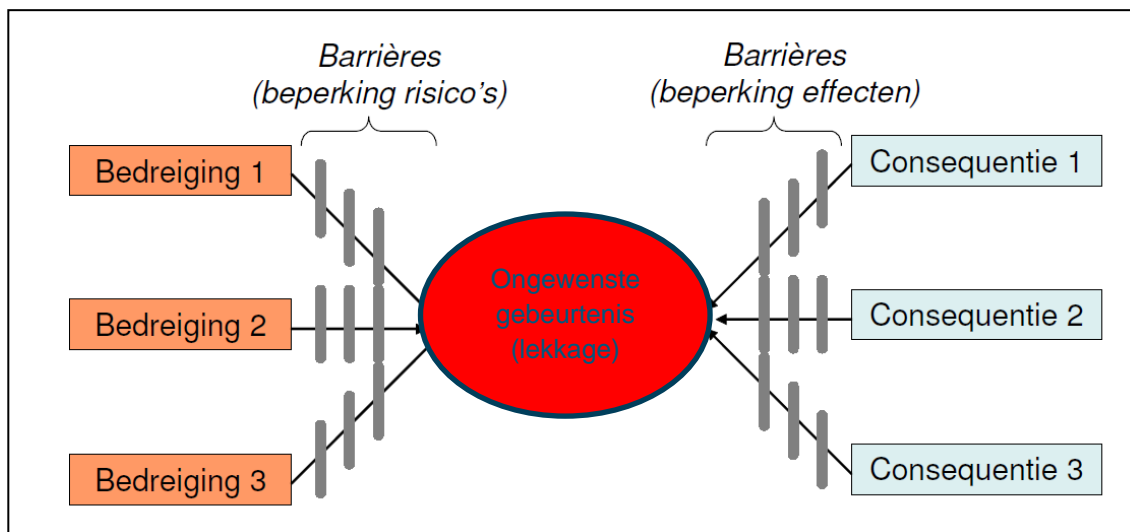 Barrières
(beperking risico's)
Barrières
(beperking effecten)
Bedreiging 1
Consequentie 1
Ongewenste
gebeurtenis
(lekkage)
Bedreiging 2
Consequentie 2
Bedreiging 3
Consequentie 3